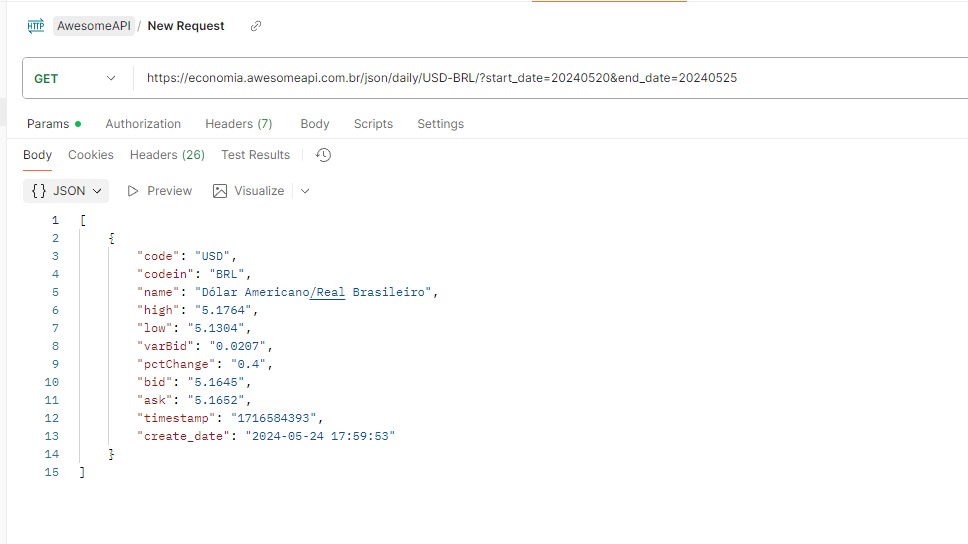 HTTP AwesomeAPI / New Request
GET https://economia.awesomeapi.com.br/json/daily/USD-BRL/?start_date=20240520&end_date=20240525
Params Authorization Headers (7) Body Scripts Settings
Body Cookies Headers (26) Test Results
{} JSON Preview Visualize
1 [
2 {
3 "code": "USD",
4 "codein": "BRL",
5 "name": "Dólar Americano/Real Brasileiro",
6 "high": "5.1764",
7 "low": "5.1304",
8 "varBid": "0.0207",
9 "pctChange": "0.4",
10 "bid": "5.1645",
11 "ask": "5.1652",
12 "timestamp": "1716584393",
13 "create_date": "2024-05-24 17:59:53"
14 }
15 ]